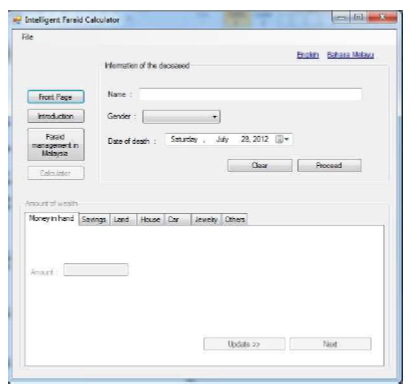 Intelligent Faraid Calculator
File
English Bahasa Melayu
Information of the deceased
Front Page
Introduction
Faraid
management in
Malaysia
Calculator
Name :
Gender :
Date of death : Saturday , July 28, 2012
Clear Proceed
Amount of wealth
Money in hand Savings Land House Car Jewelry Others
Amount :
Update >> Next